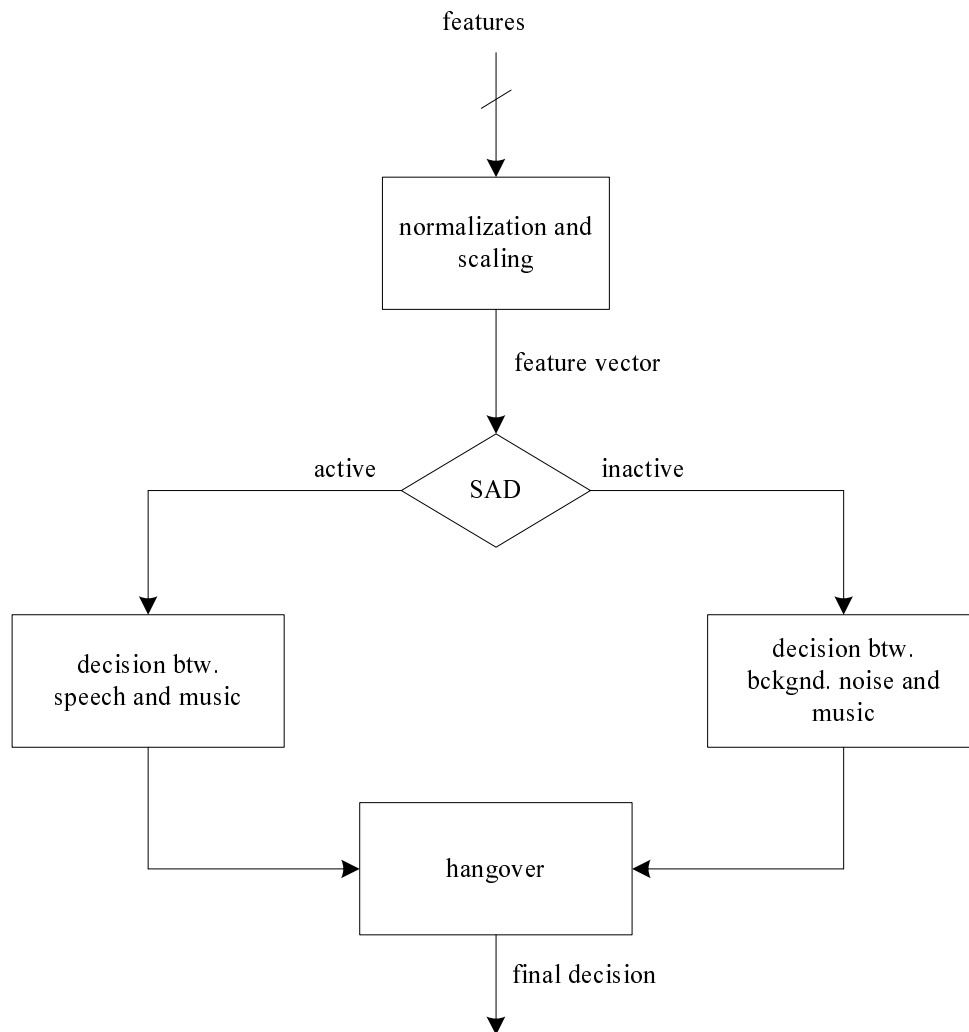 features
normalization and
scaling
feature vector
active
SAD
inactive
decision btw.
speech and music
decision btw.
bckgnd. noise and
music
hangover
final decision